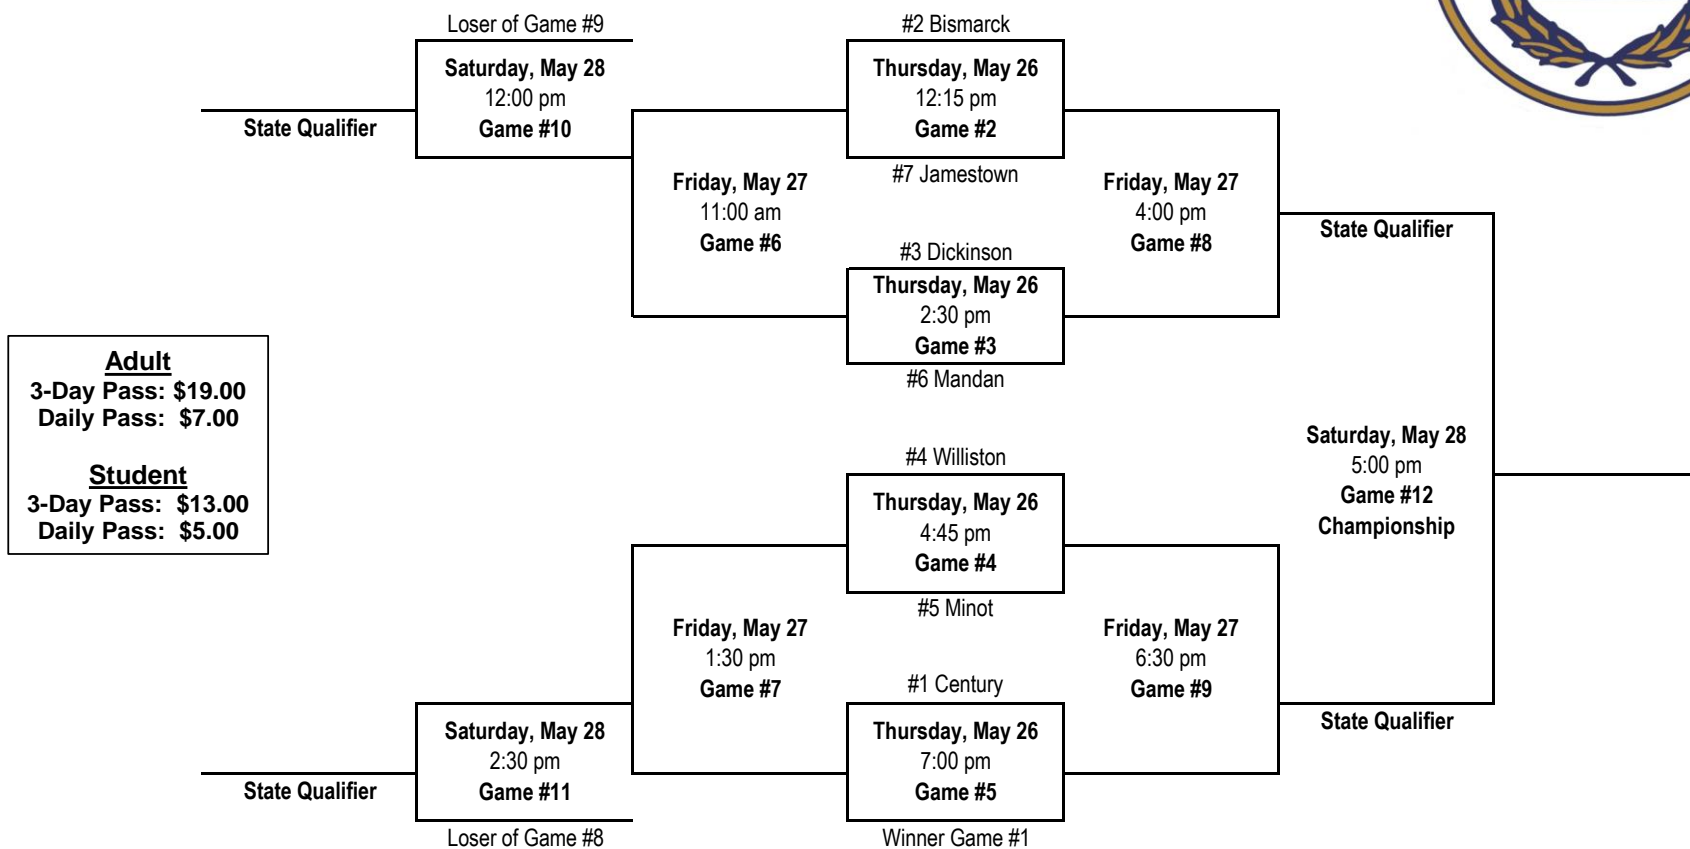 Loser of Game #9
Saturday, May 28
12:00 pm
Game #10
State Qualifier
#2 Bismarck
Thursday, May 26
12:15 pm
Game #2
#7 Jamestown
Friday, May 27
11:00 am
Game #6
Friday, May 27
4:00 pm
Game #8
State Qualifier
#3 Dickinson
Thursday, May 26
2:30 pm
Game #3
#6 Mandan
Adult
3-Day Pass: $19.00
Daily Pass: $7.00
Student
3-Day Pass: $13.00
Daily Pass: $5.00
Saturday, May 28
5:00 pm
Game #12
Championship
#4 Williston
Thursday, May 26
4:45 pm
Game #4
#5 Minot
Friday, May 27
1:30 pm
Game #7
Friday, May 27
6:30 pm
Game #9
State Qualifier
#1 Century
Thursday, May 26
7:00 pm
Game #5
Winner Game #1
Saturday, May 28
2:30 pm
Game #11
State Qualifier
Loser of Game #8